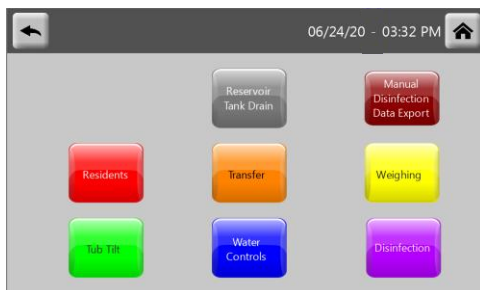 06/24/20 - 03:32 PM
Reservoir
Tank Drain
Manual
Disinfection
Data Export
Residents
Transfer
Weighing
Tub Tilt
Water
Controls
Disinfection